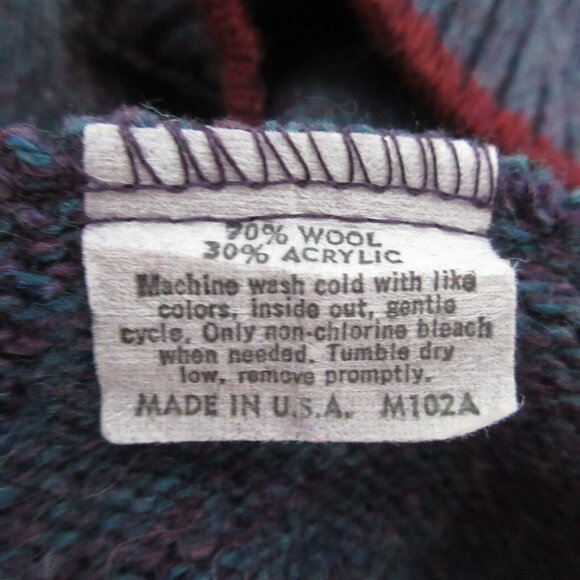 70% WOOL
30% ACRYLIC
Machine wash cold with like
colors, inside out, gentle
cycle. Only non-chlorine bleach
when needed. Tumble dry
low, remove promptly.
MADE IN U.S.A. M102A